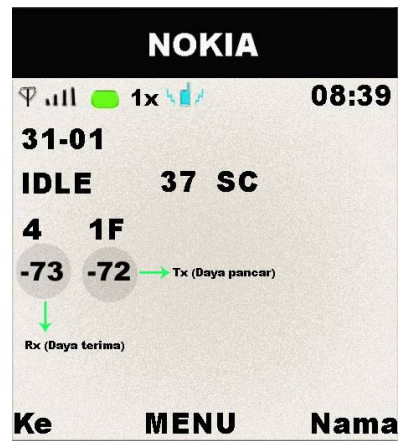 NOKIA
1x 08:39
31-01
IDLE 37 SC
4 1F
-73 -72 Tx (Daya pancar)
Rx (Daya terima)
Ke MENU Nama